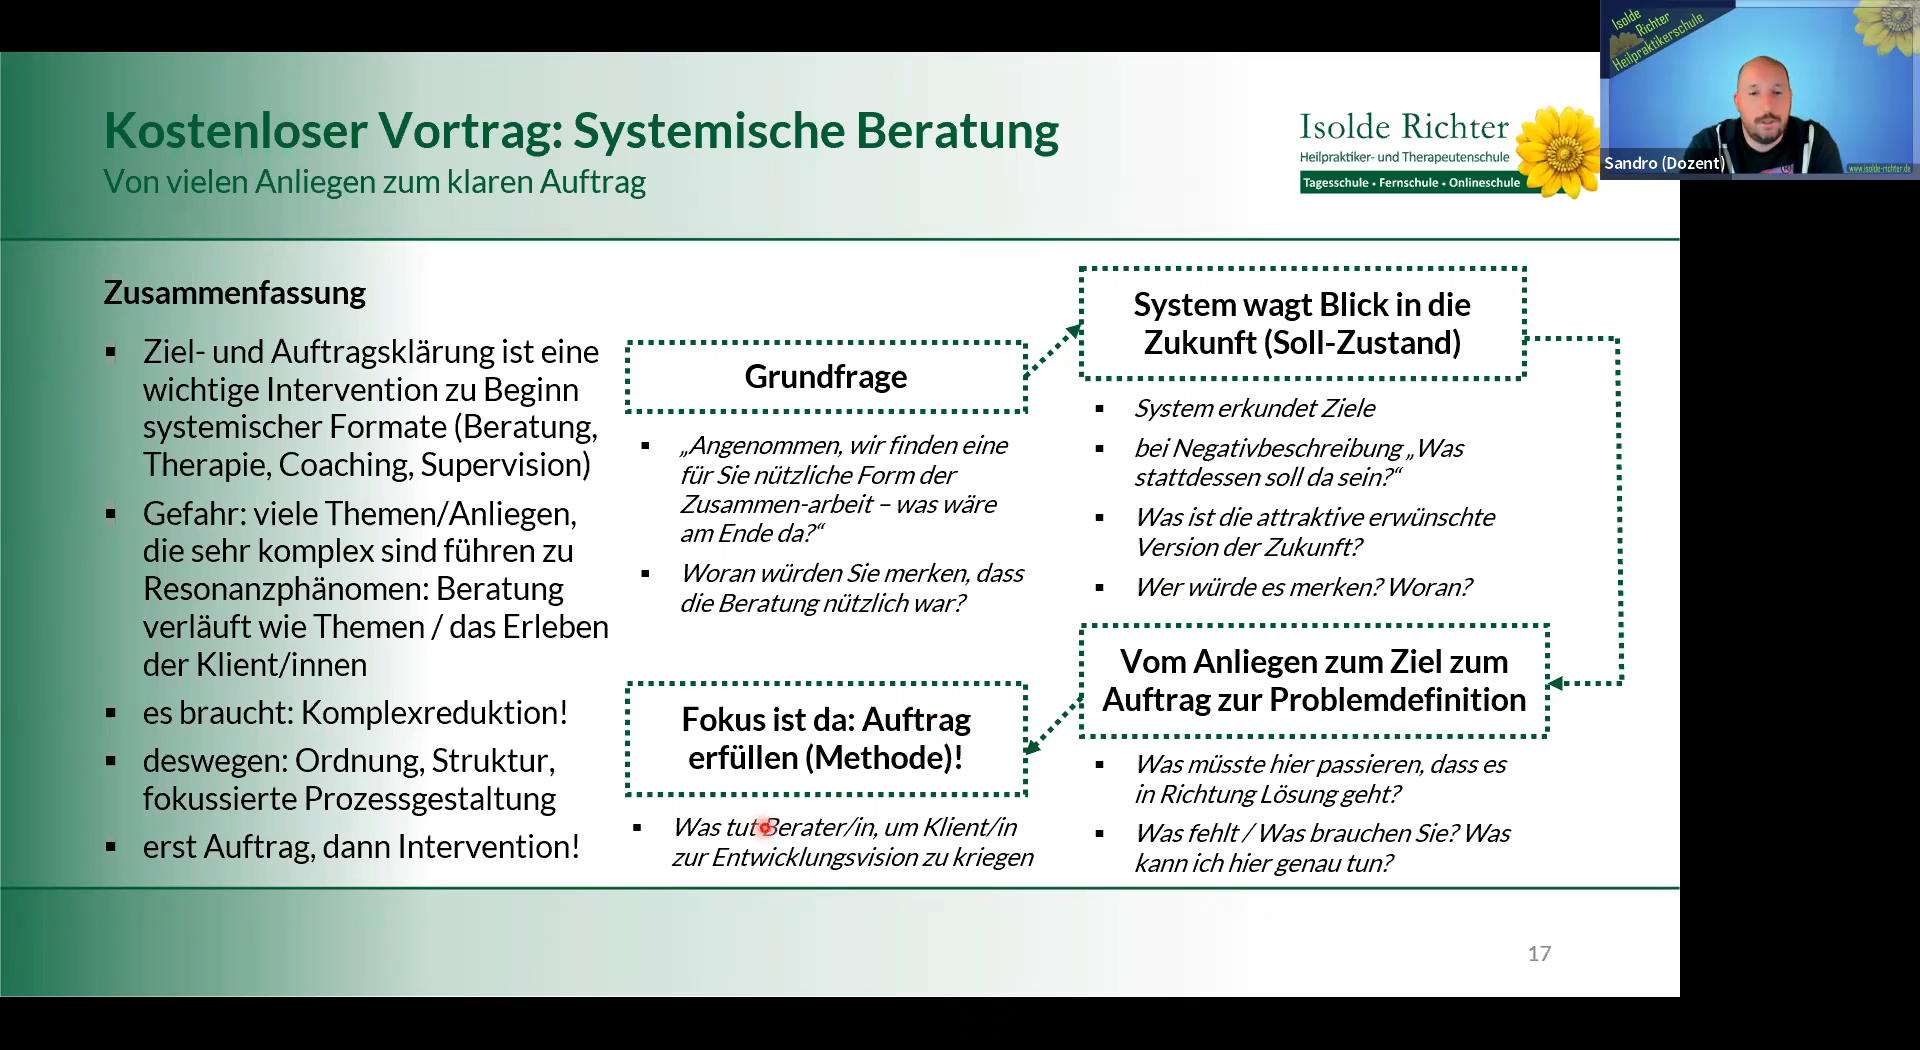 Kostenloser Vortrag: Systemische Beratung
Von vielen Anliegen zum klaren Auftrag
Isolde Richter
Heilpraktiker- und Therapeutenschule
Tagesschule • Fernschule • Onlineschule
Isolde
Richter
Heilpraktikerschule
Sandro (Dozent)
www.isolde-richter.de
Zusammenfassung
▪ Ziel- und Auftragsklärung ist eine
wichtige Intervention zu Beginn
systemischer Formate (Beratung,
Therapie, Coaching, Supervision)
▪ Gefahr: viele Themen/Anliegen,
die sehr komplex sind führen zu
Resonanzphänomen: Beratung
verläuft wie Themen / das Erleben
der Klient/innen
▪ es braucht: Komplexreduktion!
▪ deswegen: Ordnung, Struktur,
fokussierte Prozessgestaltung
▪ erst Auftrag, dann Intervention!
Grundfrage
▪ „Angenommen, wir finden eine
für Sie nützliche Form der
Zusammen-arbeit – was wäre
am Ende da?“
▪ Woran würden Sie merken, dass
die Beratung nützlich war?
System wagt Blick in die
Zukunft (Soll-Zustand)
▪ System erkundet Ziele
▪ bei Negativbeschreibung „Was
stattdessen soll da sein?“
▪ Was ist die attraktive erwünschte
Version der Zukunft?
▪ Wer würde es merken? Woran?
Vom Anliegen zum Ziel zum
Auftrag zur Problemdefinition
▪ Was müsste hier passieren, dass es
in Richtung Lösung geht?
▪ Was fehlt / Was brauchen Sie? Was
kann ich hier genau tun?
Fokus ist da: Auftrag
erfüllen (Methode)!
▪ Was tut Berater/in, um Klient/in
zur Entwicklungsvision zu kriegen
17